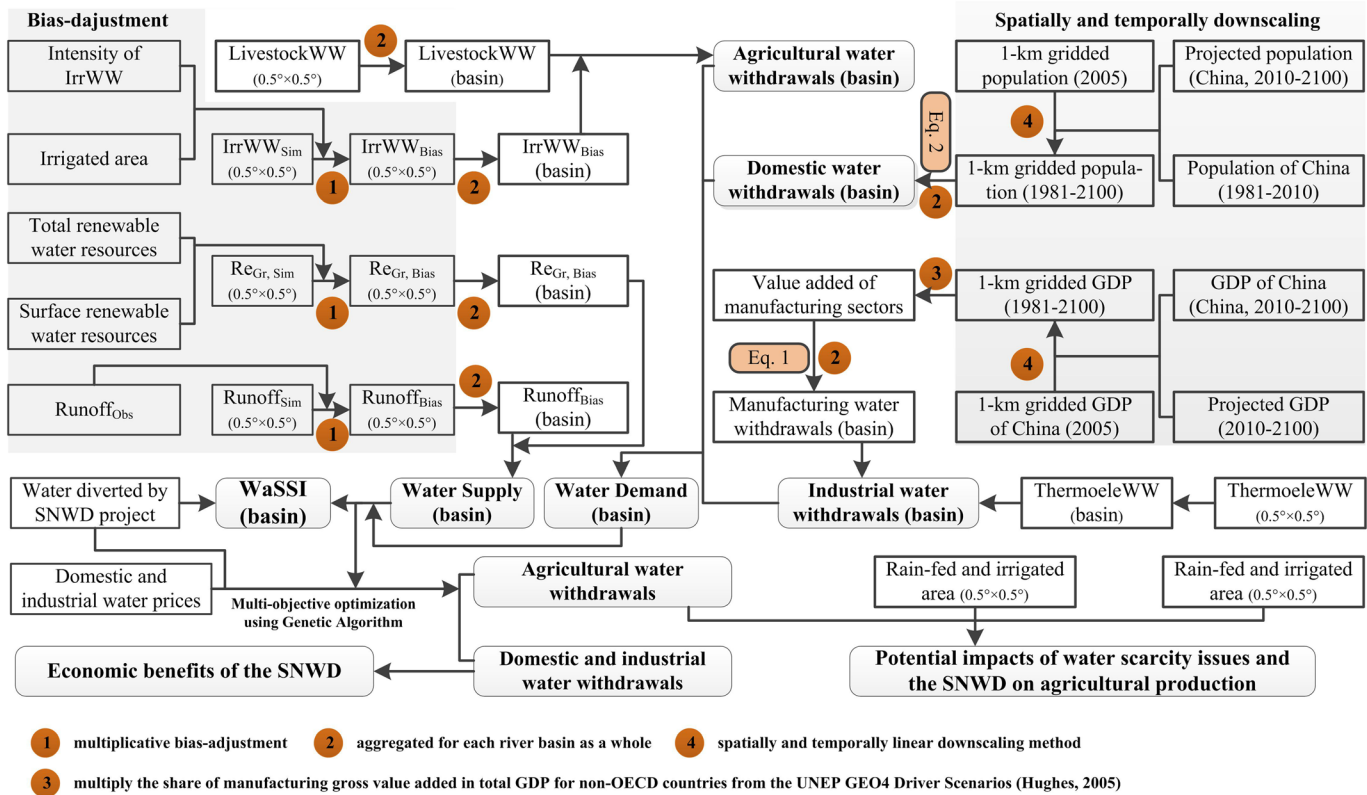 Bias-dajustment
Intensity of
IrrWW
Irrigated area
Total renewable
water resources
Surface renewable
water resources
RunoffObs
LivestockWW
(0.5°×0.5°)
2
LivestockWW
(basin)
IrrWWSim
(0.5°×0.5°)
1
IrrWWBias
(0.5°×0.5°)
2
IrrWWBias
(basin)
ReGr, Sim
(0.5°×0.5°)
1
ReGr, Bias
(0.5°×0.5°)
2
ReGr, Bias
(basin)
RunoffSim
(0.5°×0.5°)
1
RunoffBias
(0.5°×0.5°)
2
RunoffBias
(basin)
Agricultural water
withdrawals (basin)
Domestic water
withdrawals (basin)
Eq. 2
2
Spatially and temporally downscaling
1-km gridded
population (2005)
Projected population
(China, 2010-2100)
4
1-km gridded popula-
tion (1981-2100)
Population of China
(1981-2010)
Value added of
manufacturing sectors
3
1-km gridded GDP
(1981-2100)
GDP of China
(China, 2010-2100)
Eq. 1
2
4
Manufacturing water
withdrawals (basin)
1-km gridded GDP
of China (2005)
Projected GDP
(2010-2100)
Water diverted by
SNWD project
WaSSI
(basin)
Water Supply
(basin)
Water Demand
(basin)
Industrial water
withdrawals (basin)
ThermoeleWW
(basin)
ThermoeleWW
(0.5°×0.5°)
Domestic and
industrial water prices
Multi-objective optimization
using Genetic Algorithm
Agricultural water
withdrawals
Rain-fed and irrigated
area (0.5°×0.5°)
Rain-fed and irrigated
area (0.5°×0.5°)
Economic benefits of the SNWD
Domestic and industrial
water withdrawals
Potential impacts of water scarcity issues and
the SNWD on agricultural production
1 multiplicative bias-adjustment
2 aggregated for each river basin as a whole
4 spatially and temporally linear downscaling method
3 multiply the share of manufacturing gross value added in total GDP for non-OECD countries from the UNEP GEO4 Driver Scenarios (Hughes, 2005)